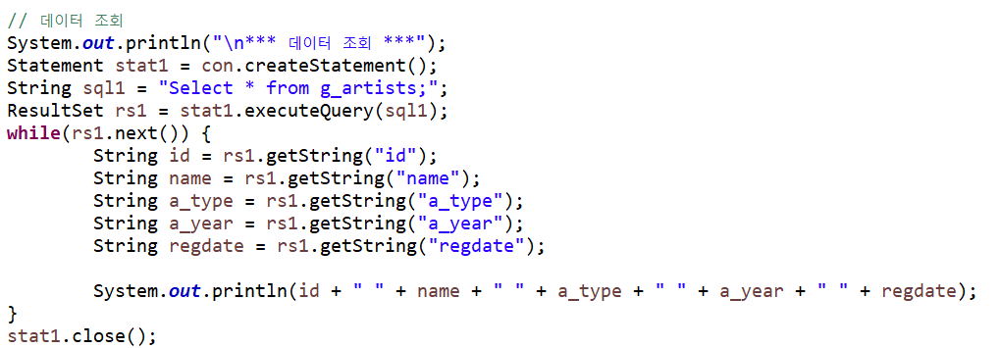 // 데이터 조회
System.out.println("\n*** 데이터 조회 ***");
Statement stat1 = con.createStatement();
String sql1 = "Select * from g_artists;";
ResultSet rs1 = stat1.executeQuery(sql1);
while(rs1.next()) {
        String id = rs1.getString("id");
        String name = rs1.getString("name");
        String a_type = rs1.getString("a_type");
        String a_year = rs1.getString("a_year");
        String regdate = rs1.getString("regdate");

        System.out.println(id + " " + name + " " + a_type + " " + a_year + " " + regdate);
}
stat1.close();